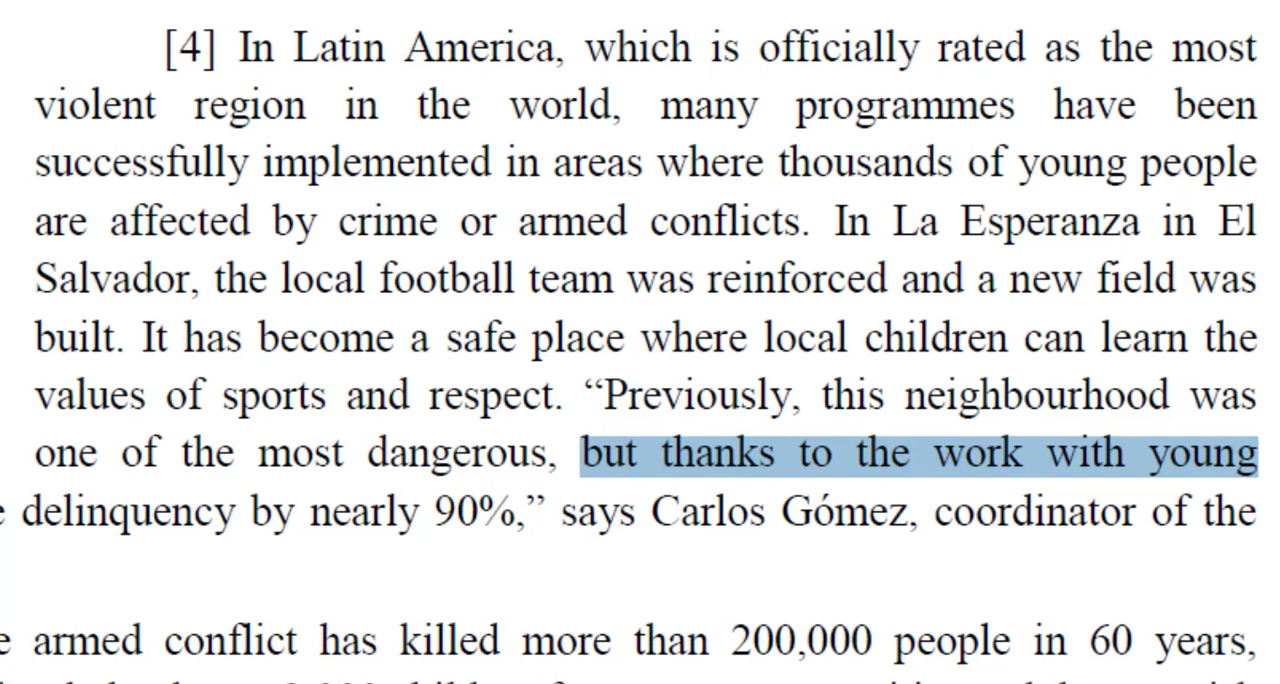 [4] In Latin America, which is officially rated as the most
violent region in the world, many programmes have been
successfully implemented in areas where thousands of young people
are affected by crime or armed conflicts. In La Esperanza in El
Salvador, the local football team was reinforced and a new field was
built. It has become a safe place where local children can learn the
values of sports and respect. “Previously, this neighbourhood was
one of the most dangerous, but thanks to the work with young
delinquency by nearly 90%,” says Carlos Gómez, coordinator of the
armed conflict has killed more than 200,000 people in 60 years,